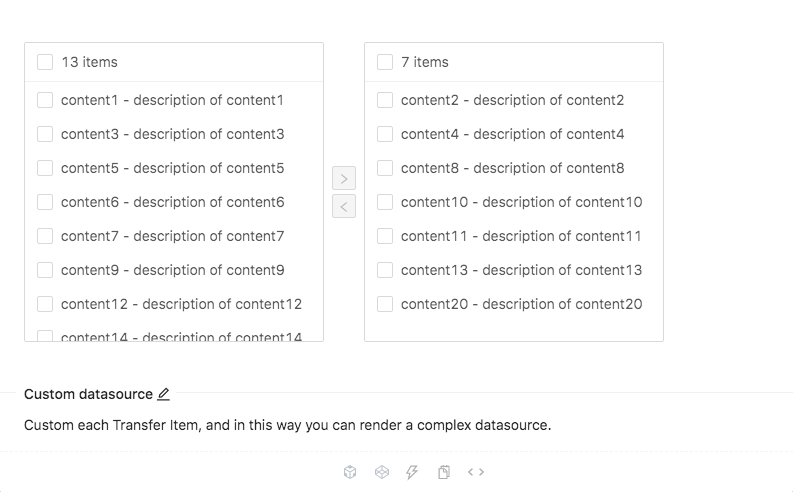 13 items
content1 - description of content1
content3 - description of content3
content5 - description of content5
content6 - description of content6
content7 - description of content7
content9 - description of content9
content12 - description of content12
content14 - description of content14
7 items
content2 - description of content2
content4 - description of content4
content8 - description of content8
content10 - description of content10
content11 - description of content11
content13 - description of content13
content20 - description of content20
Custom datasource
Custom each Transfer Item, and in this way you can render a complex datasource.